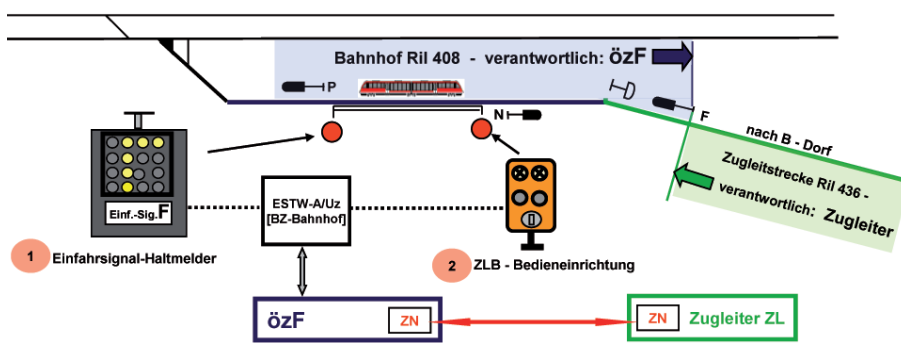 Bahnhof Ril 408 - verantwortlich: özF
P
D
F
N
nach B - Dorf
Zugleitstrecke Ril 436 -
verantwortlich: Zugleiter
Einf.-Sig. F
ESTW-A/Uz
[BZ-Bahnhof]
1 Einfahrsignal-Haltmelder
2 ZLB - Bedieneinrichtung
özF ZN
ZN Zugleiter ZL